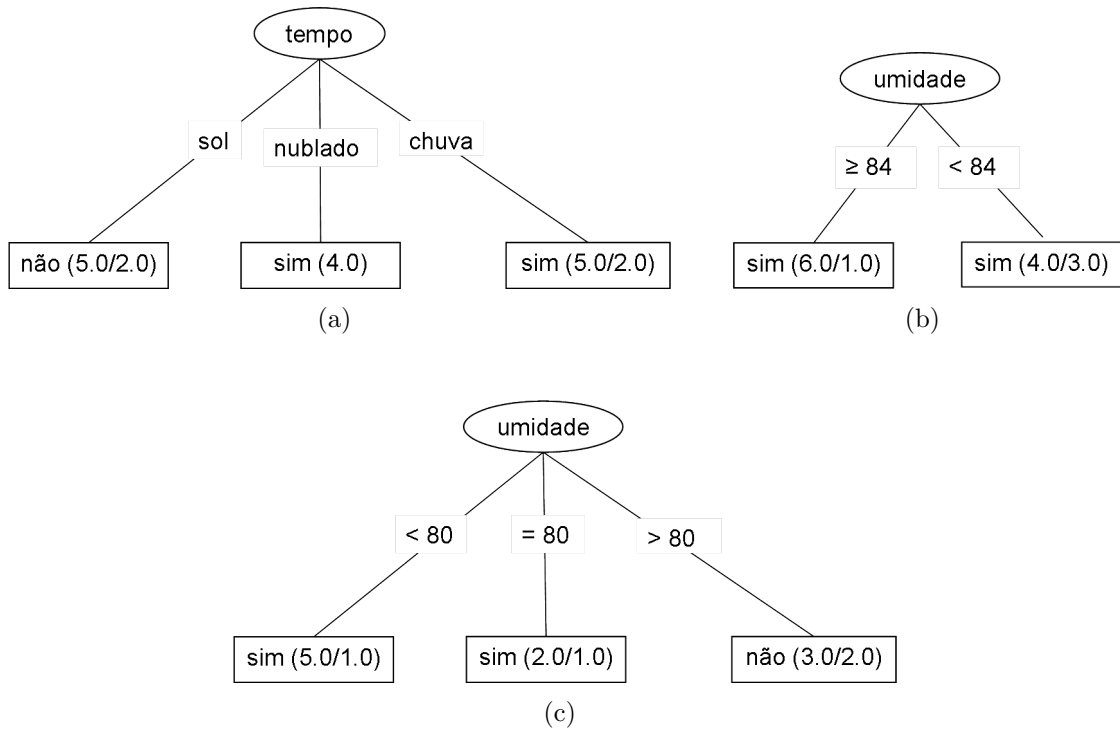 tempo
sol
nublado
chuva
não (5.0/2.0)
sim (4.0)
sim (5.0/2.0)
(a)
umidade
≥ 84
< 84
sim (6.0/1.0)
sim (4.0/3.0)
(b)
umidade
< 80
= 80
> 80
sim (5.0/1.0)
sim (2.0/1.0)
não (3.0/2.0)
(c)